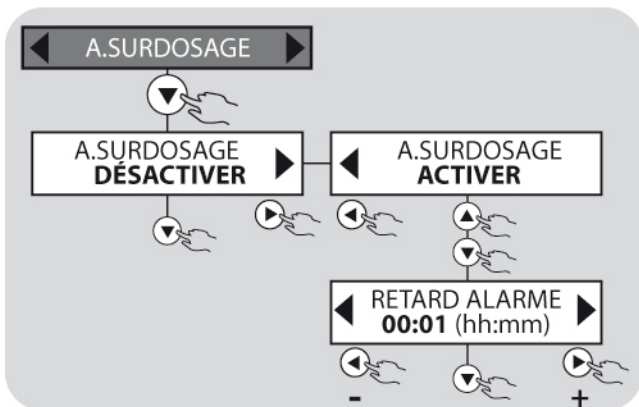 A.SURDOSAGE
A.SURDOSAGE
DÉSACTIVER
A.SURDOSAGE
ACTIVER
RETARD ALARME
00:01 (hh:mm)
- +